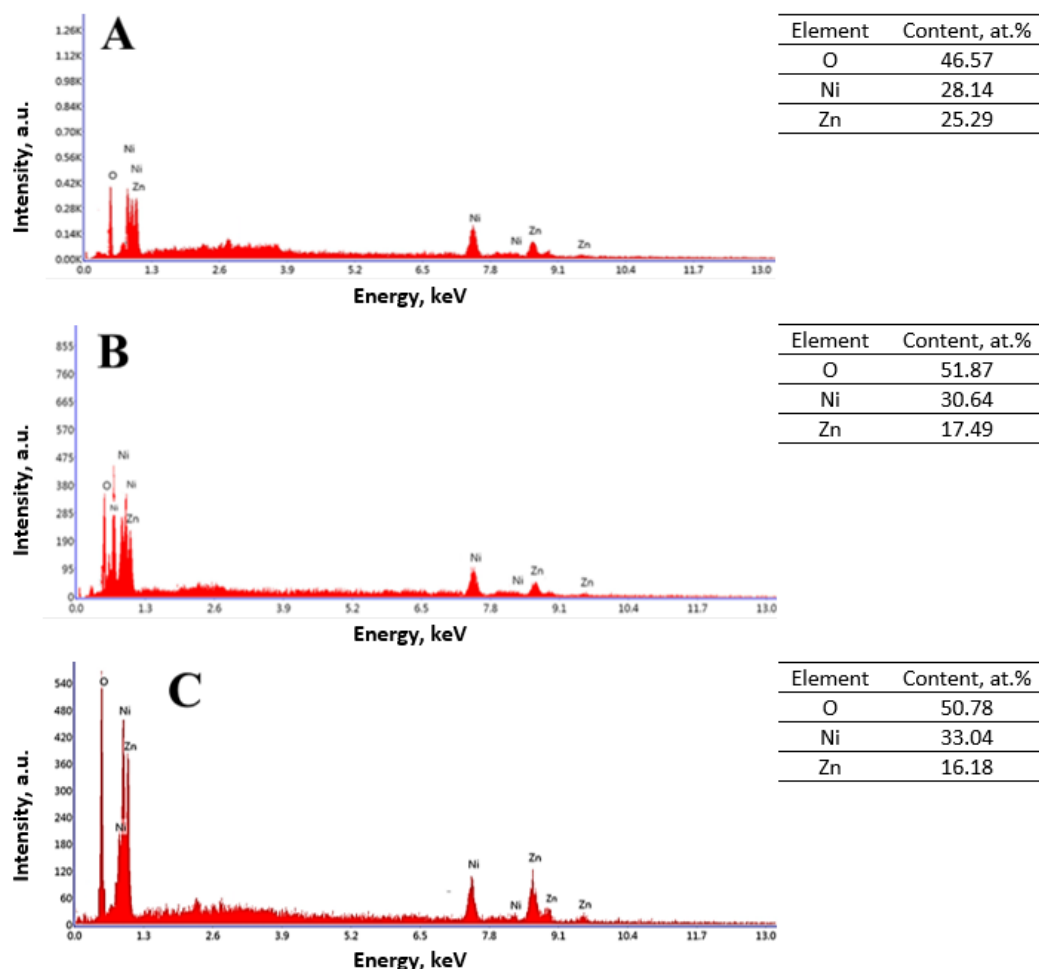 A
Intensity, a.u.
1.26K
1.12K
0.98K
0.84K
0.70K
0.56K
0.42K
0.28K
0.14K
0.00K
Ni
O
Ni
Zn
Ni
Ni
Zn
Zn
0.0 1.3 2.6 3.9 5.2 6.5 7.8 9.1 10.4 11.7 13.0
Energy, keV
Element Content, at.%
O 46.57
Ni 28.14
Zn 25.29
B
Intensity, a.u.
855
760
665
570
475
380
285
190
95
0
Ni
O
Ni
Ni
Zn
Ni
Ni
Zn
Zn
0.0 1.3 2.6 3.9 5.2 6.5 7.8 9.1 10.4 11.7 13.0
Energy, keV
Element Content, at.%
O 51.87
Ni 30.64
Zn 17.49
C
Intensity, a.u.
540
480
420
360
300
240
180
120
60
0
O
Ni
Zn
Ni
Ni
Ni
Zn
Zn
Zn
0.0 1.3 2.6 3.9 5.2 6.5 7.8 9.1 10.4 11.7 13.0
Energy, keV
Element Content, at.%
O 50.78
Ni 33.04
Zn 16.18